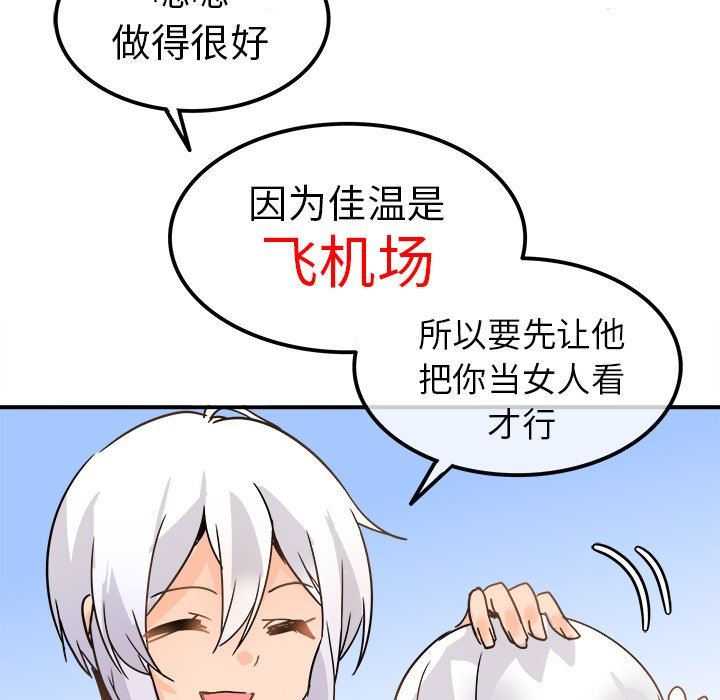 做得很好
因为佳温是
飞机场
所以要先让他
把你当女人看
才行